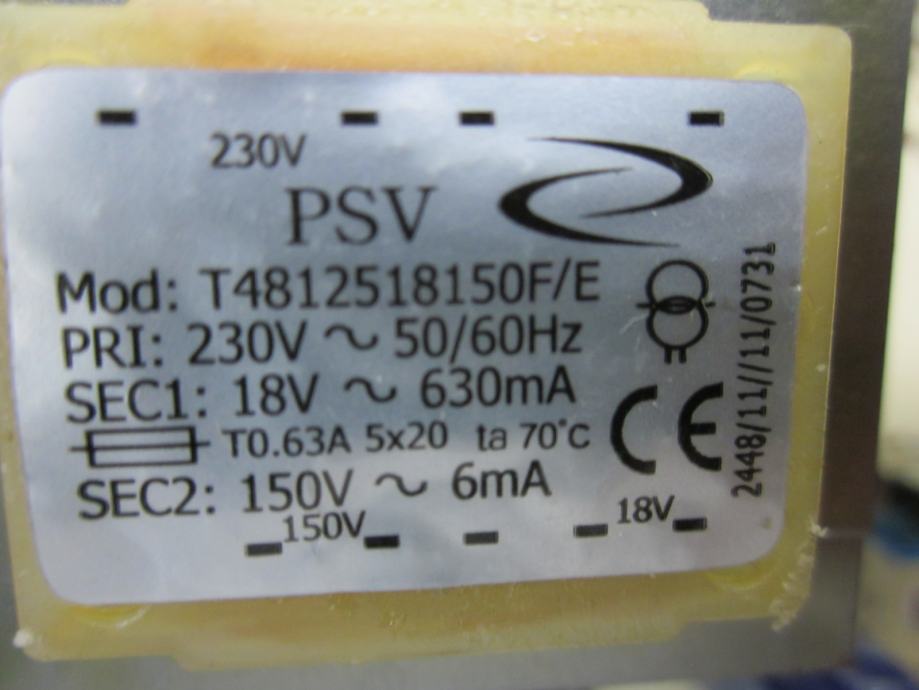 230V
PSV
Mod: T4812518150F/E
PRI: 230V ~ 50/60Hz
SEC1: 18V ~ 630mA
T0.63A 5x20 ta 70°C
SEC2: 150V ~ 6mA
150V
18V
CE
2448/11//11/0731